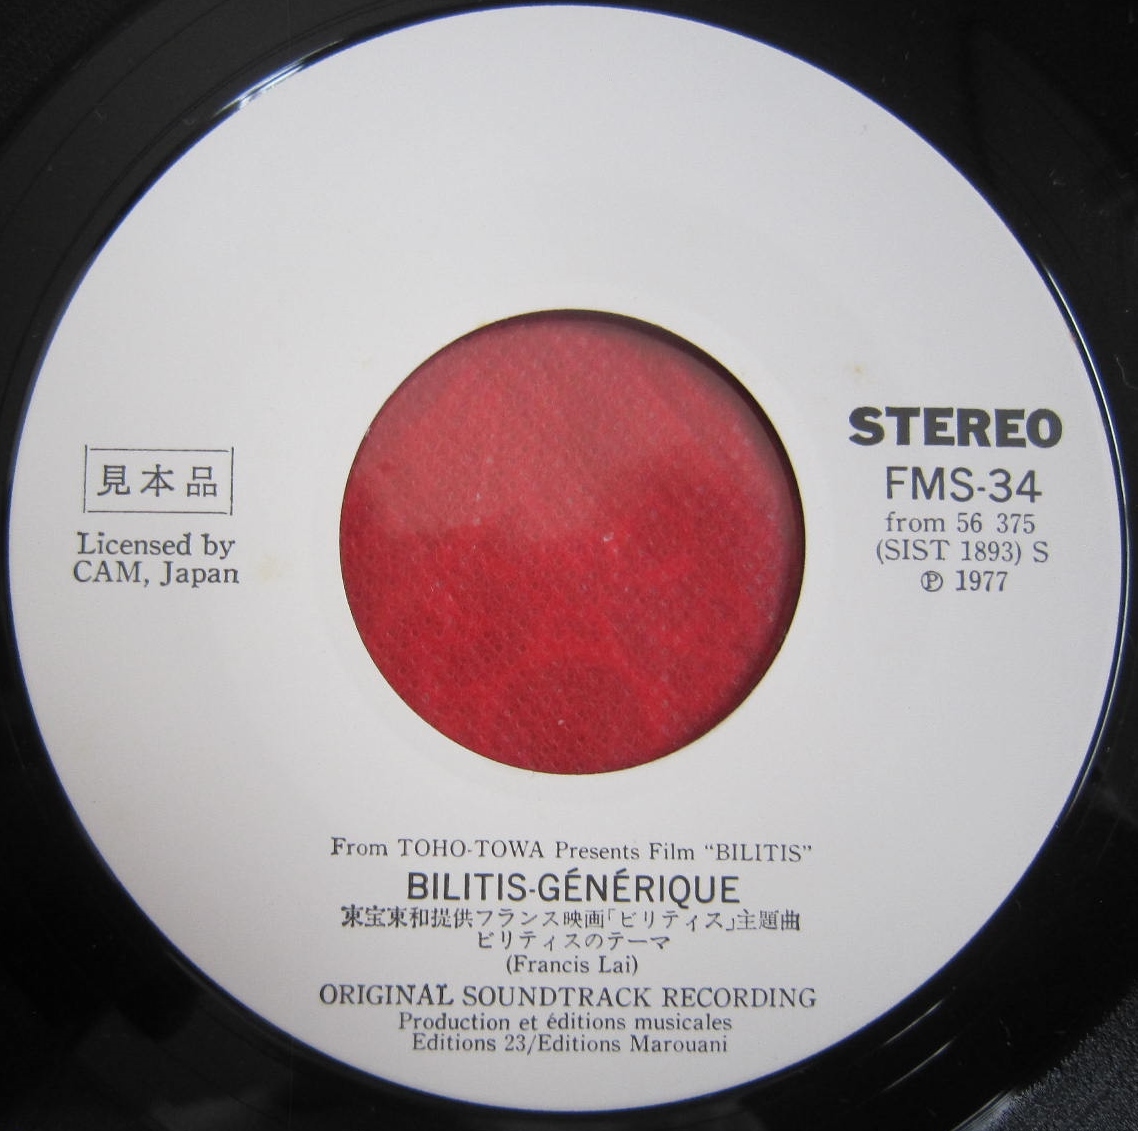 STEREO
FMS-34
from 56 375
(SIST 1893) S
Ⓟ 1977
見本品
Licensed by
CAM, Japan
From TOHO-TOWA Presents Film “BILITIS”
BILITIS-GÉNÉRIQUE
東宝東和提供フランス映画「ビリティス」主題曲
ビリティスのテーマ
(Francis Lai)
ORIGINAL SOUNDTRACK RECORDING
Production et éditions musicales
Editions 23/Editions Marouani